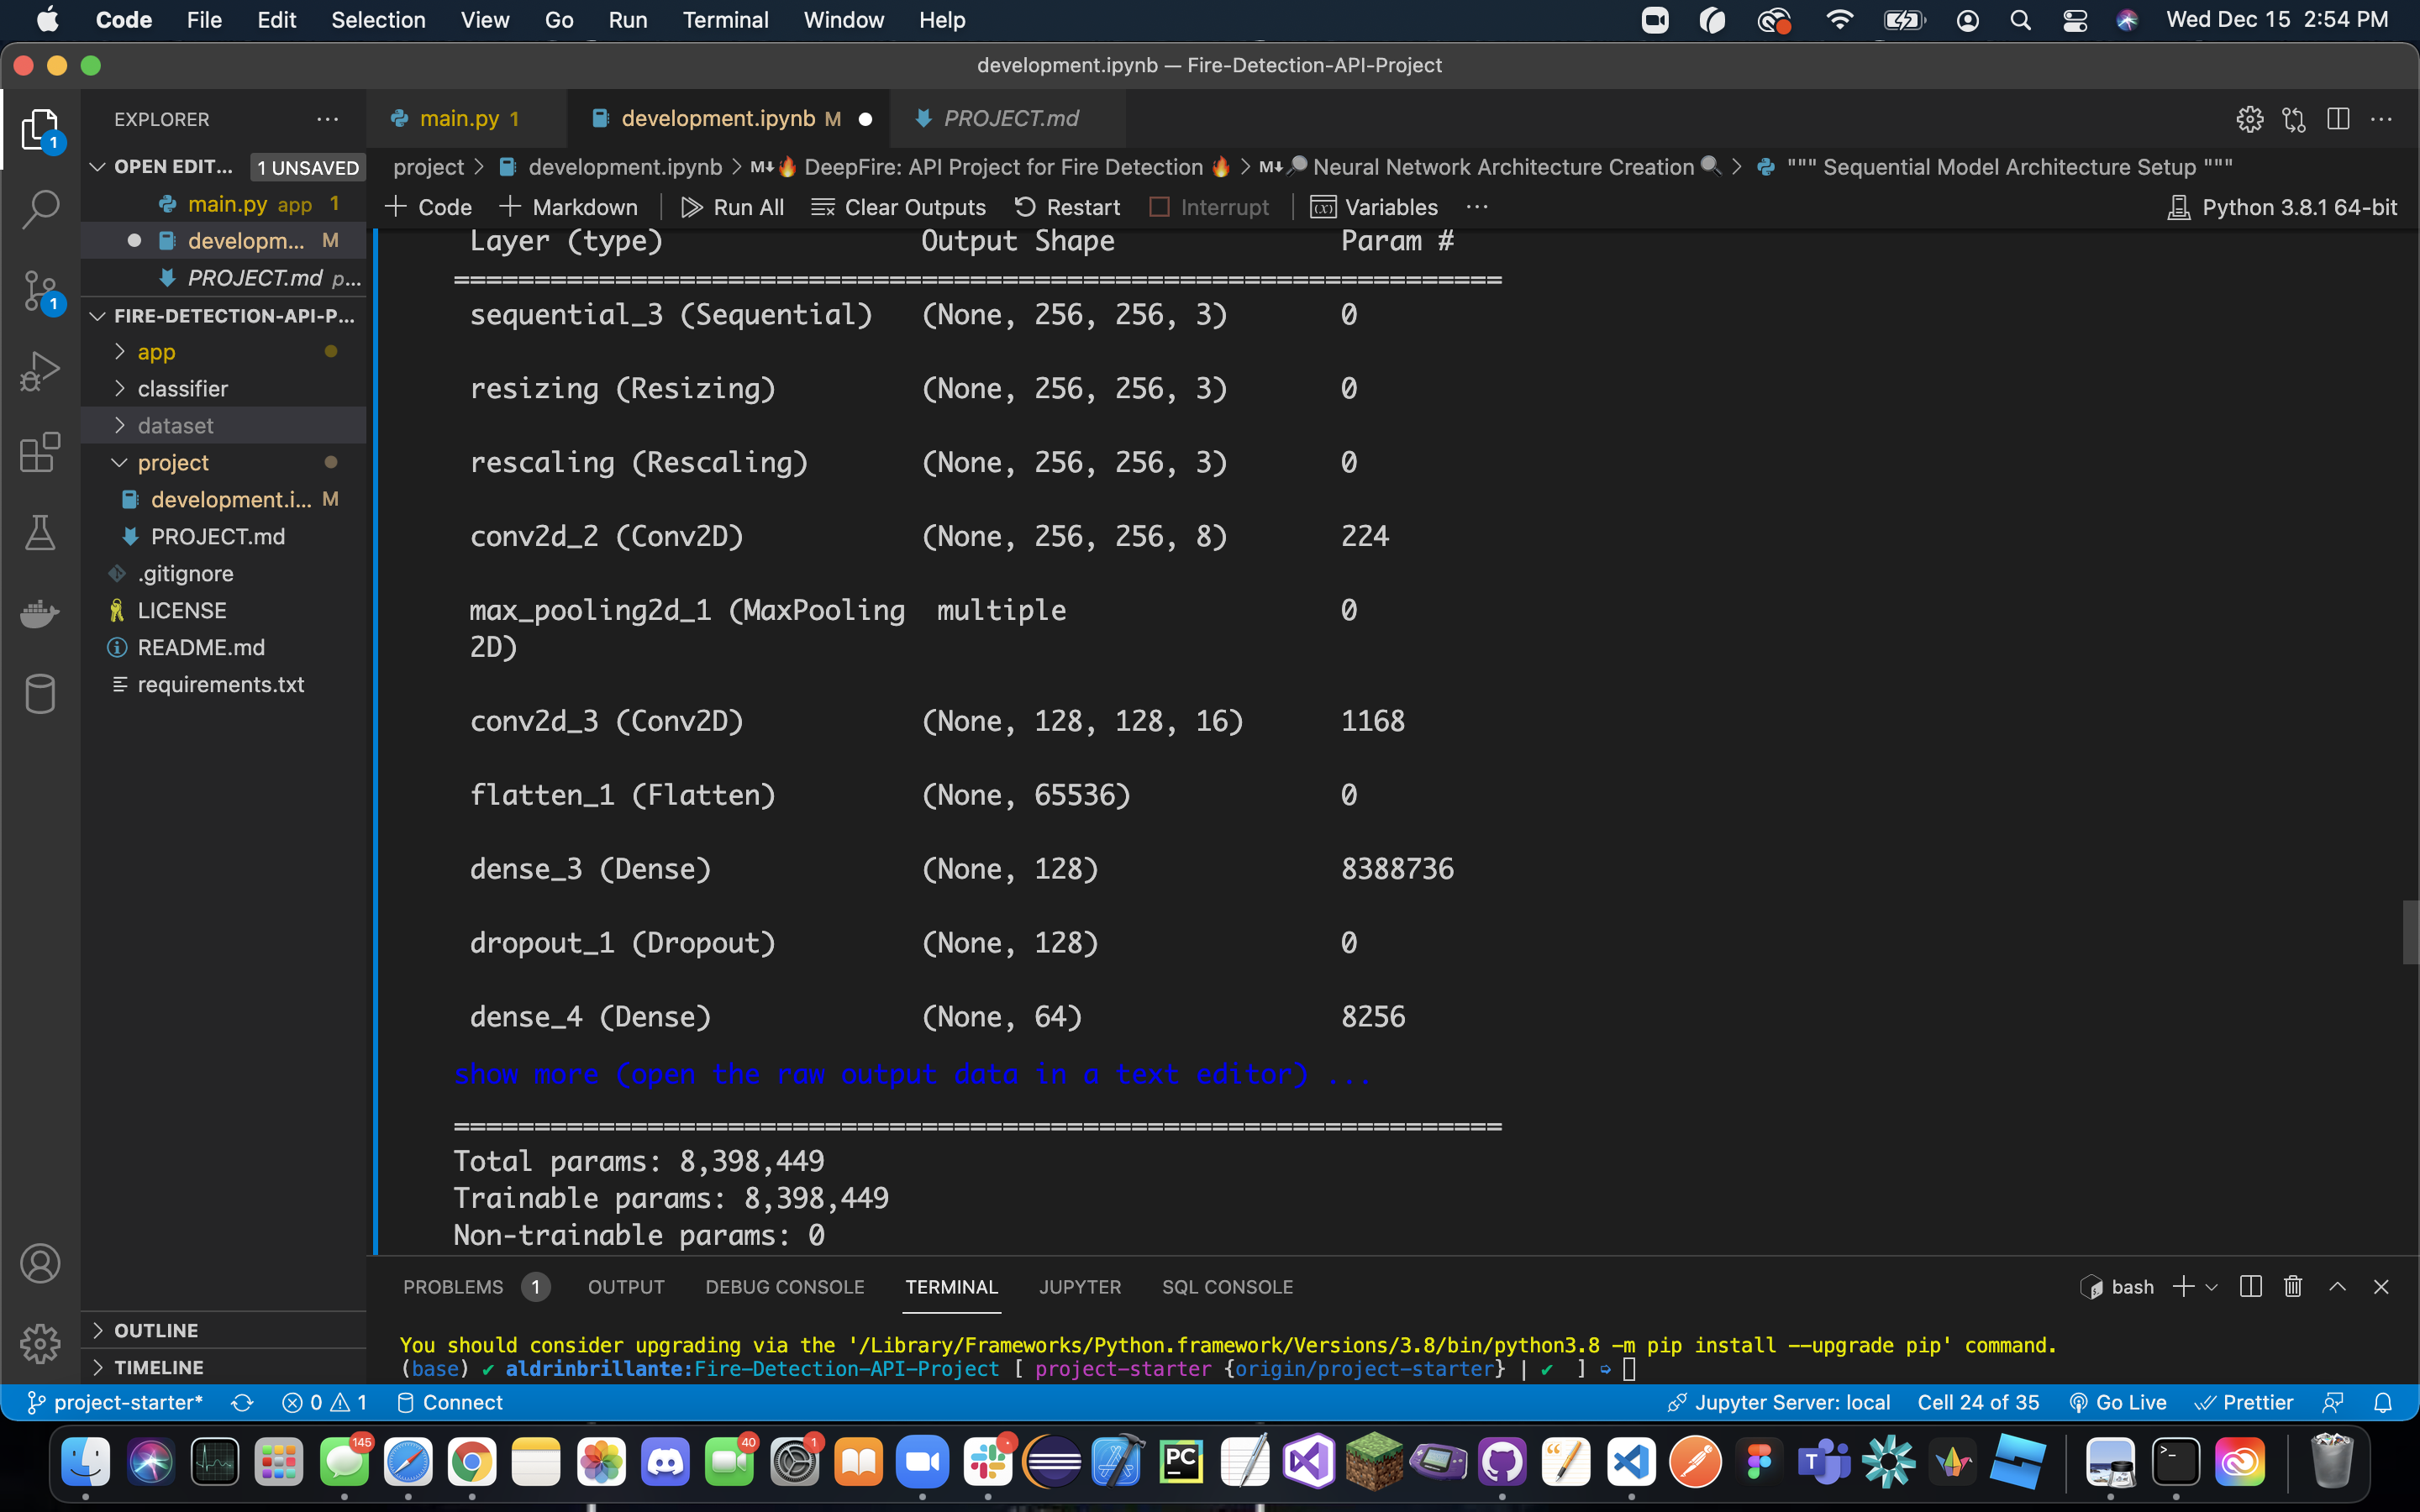 Code File Edit Selection View Go Run Terminal Window Help Wed Dec 15 2:54 PM
development.ipynb — Fire-Detection-API-Project
EXPLORER ···
main.py 1 development.ipynb M PROJECT.md
OPEN EDIT... 1 UNSAVED
main.py app 1
developm... M
PROJECT.md p...
FIRE-DETECTION-API-P...
app
classifier
dataset
project
development.i... M
PROJECT.md
.gitignore
LICENSE
README.md
requirements.txt
OUTLINE
TIMELINE
1
1
project > development.ipynb > M↓🔥 DeepFire: API Project for Fire Detection 🔥 > M↓🔎 Neural Network Architecture Creation 🔍 > """ Sequential Model Architecture Setup """
+ Code + Markdown Run All Clear Outputs Restart Interrupt (x) Variables ··· Python 3.8.1 64-bit
Layer (type) Output Shape Param #
=================================================================
sequential_3 (Sequential) (None, 256, 256, 3) 0
resizing (Resizing) (None, 256, 256, 3) 0
rescaling (Rescaling) (None, 256, 256, 3) 0
conv2d_2 (Conv2D) (None, 256, 256, 8) 224
max_pooling2d_1 (MaxPooling multiple 0
2D)
conv2d_3 (Conv2D) (None, 128, 128, 16) 1168
flatten_1 (Flatten) (None, 65536) 0
dense_3 (Dense) (None, 128) 8388736
dropout_1 (Dropout) (None, 128) 0
dense_4 (Dense) (None, 64) 8256
show more (open the raw output data in a text editor) ...
=================================================================
Total params: 8,398,449
Trainable params: 8,398,449
Non-trainable params: 0
PROBLEMS 1 OUTPUT DEBUG CONSOLE TERMINAL JUPYTER SQL CONSOLE bash
You should consider upgrading via the '/Library/Frameworks/Python.framework/Versions/3.8/bin/python3.8 -m pip install --upgrade pip' command.
(base) ✔ aldrinbrillante:Fire-Detection-API-Project [ project-starter {origin/project-starter} | ✔ ] ➭
project-starter* 0 1 Connect Jupyter Server: local Cell 24 of 35 Go Live Prettier
145 40 1 PC T >_